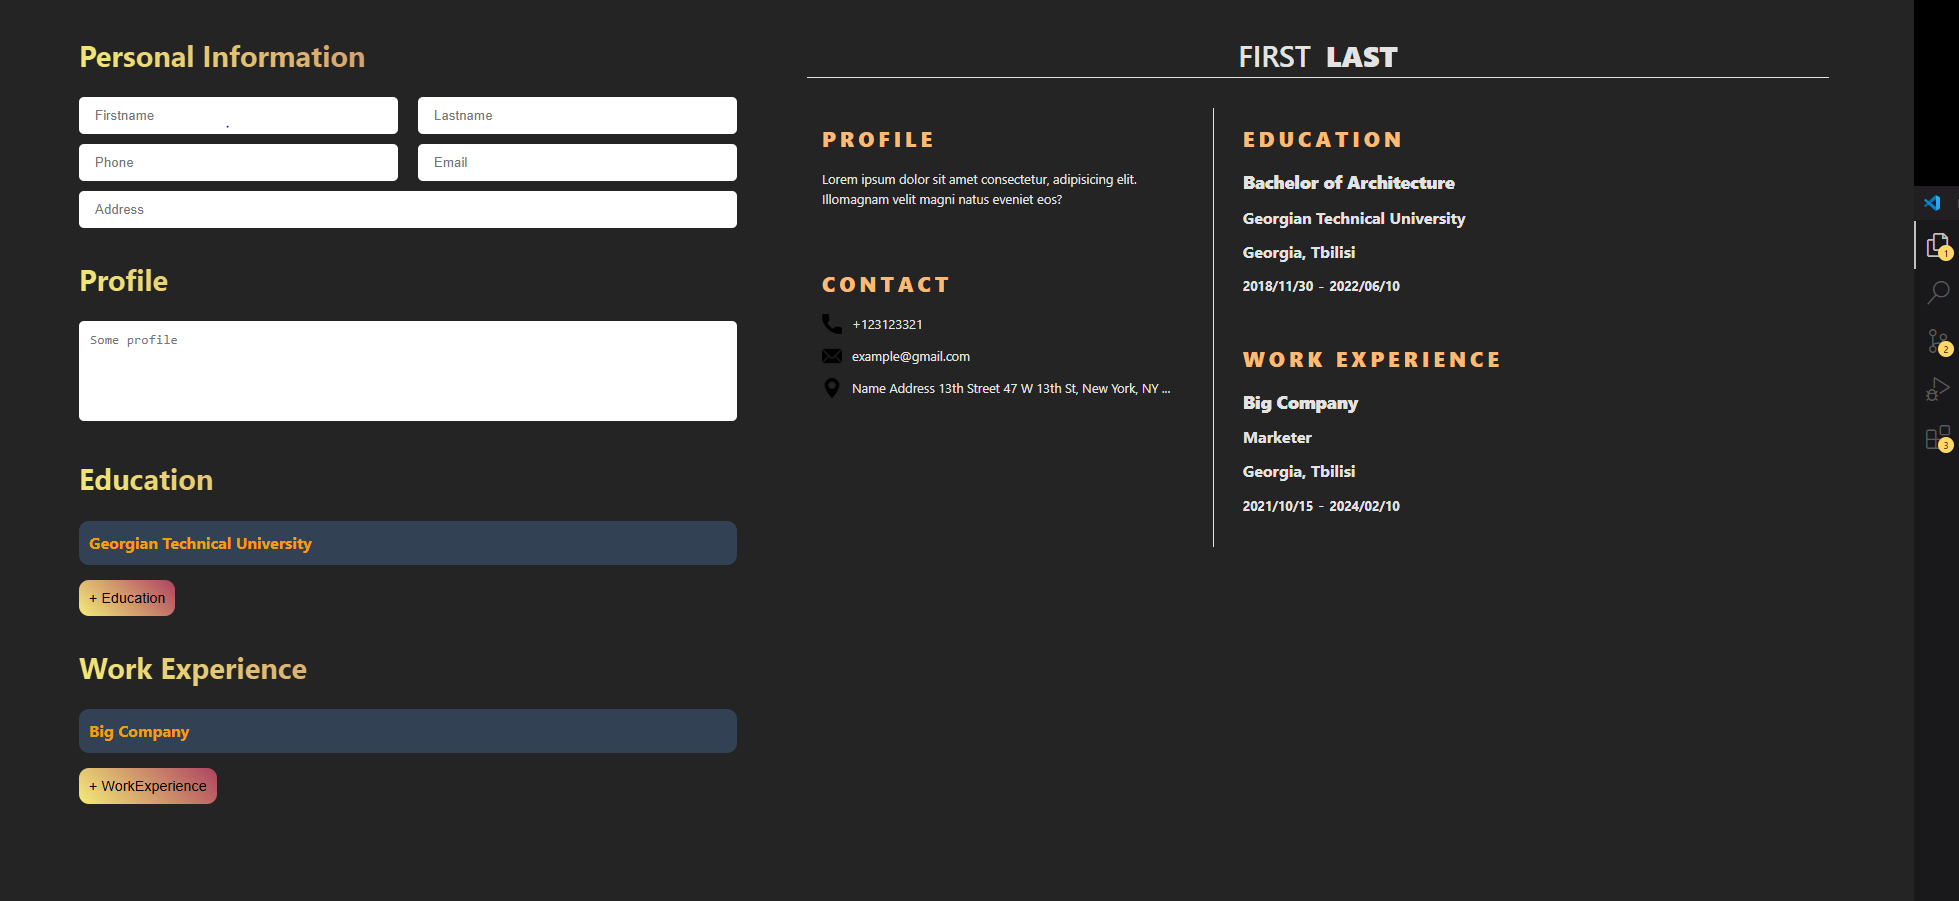 Personal Information
Firstname
Lastname
Phone
Email
Address
Profile
Some profile
Education
Georgian Technical University
+ Education
Work Experience
Big Company
+ WorkExperience
FIRST LAST
PROFILE
Lorem ipsum dolor sit amet consectetur, adipisicing elit.
Illomagnam velit magni natus eveniet eos?
CONTACT
+123123321
example@gmail.com
Name Address 13th Street 47 W 13th St, New York, NY ...
EDUCATION
Bachelor of Architecture
Georgian Technical University
Georgia, Tbilisi
2018/11/30 - 2022/06/10
WORK EXPERIENCE
Big Company
Marketer
Georgia, Tbilisi
2021/10/15 - 2024/02/10
1
2
3